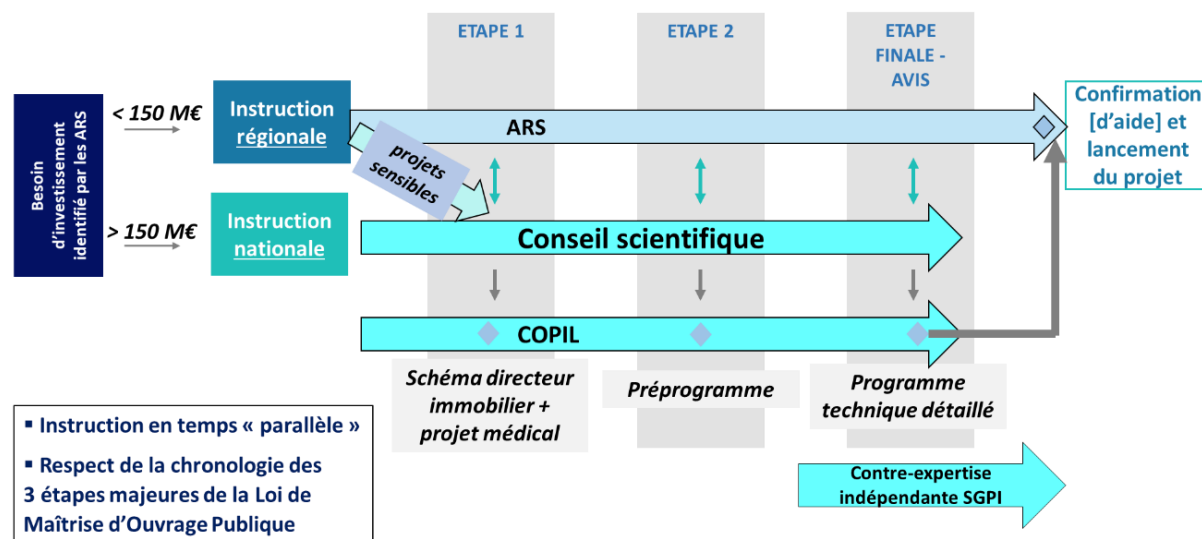 ETAPE 1
ETAPE 2
ETAPE
FINALE -
AVIS
Besoin
d’investissement
identifié par les ARS
< 150 M€
> 150 M€
Instruction
régionale
Instruction
nationale
projets
sensibles
ARS
Conseil scientifique
COPIL
Confirmation
[d’aide] et
lancement
du projet
Schéma directeur
immobilier +
projet médical
Préprogramme
Programme
technique détaillé
Contre-expertise
indépendante SGPI
▪ Instruction en temps « parallèle »
▪ Respect de la chronologie des
3 étapes majeures de la Loi de
Maîtrise d’Ouvrage Publique